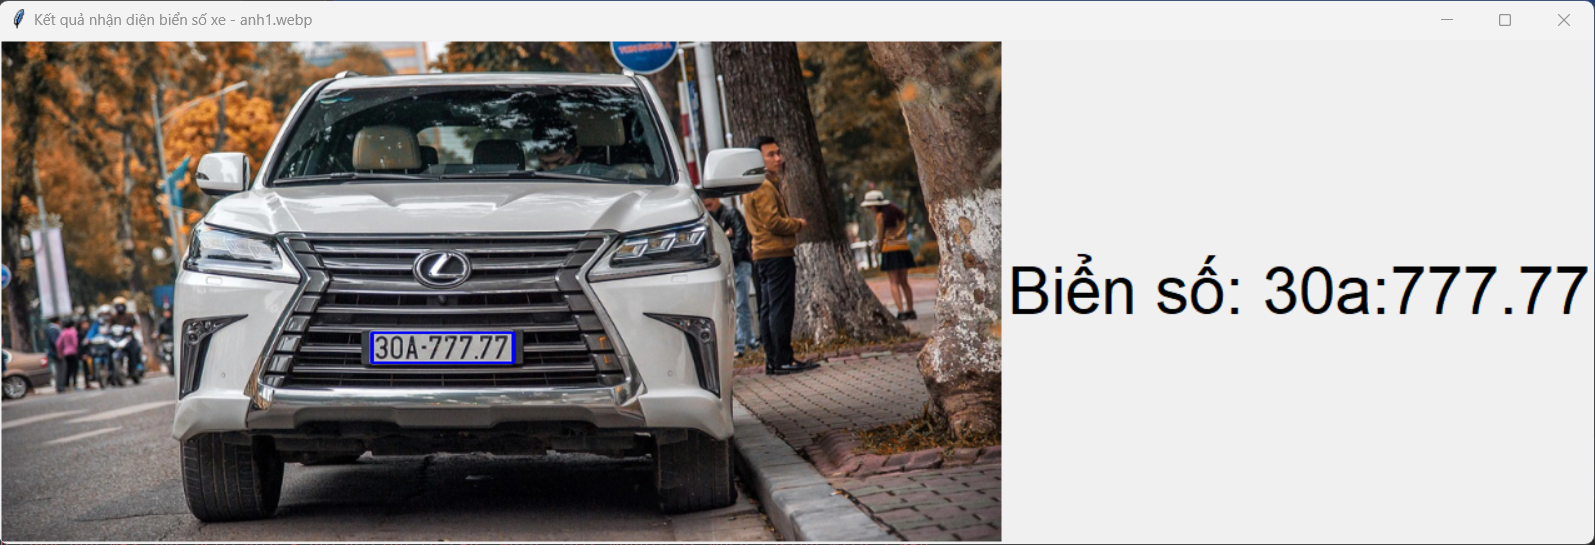 Kết quả nhận diện biển số xe - anh1.webp
30A-777.77
Biển số: 30a:777.77